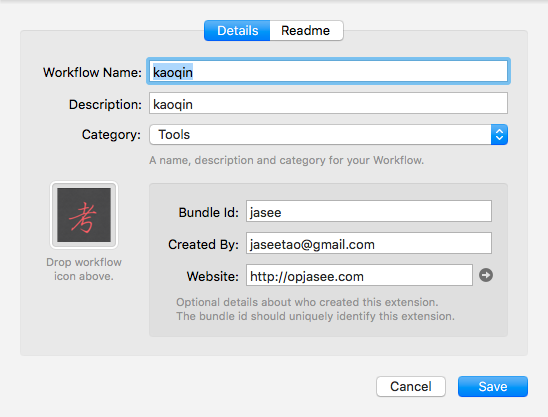 Details Readme
Workflow Name: kaoqin
Description: kaoqin
Category: Tools
A name, description and category for your Workflow.
考
Drop workflow
icon above.
Bundle Id: jasee
Created By: jaseetao@gmail.com
Website: http://opjasee.com
Optional details about who created this extension.
The bundle id should uniquely identify this extension.
Cancel Save